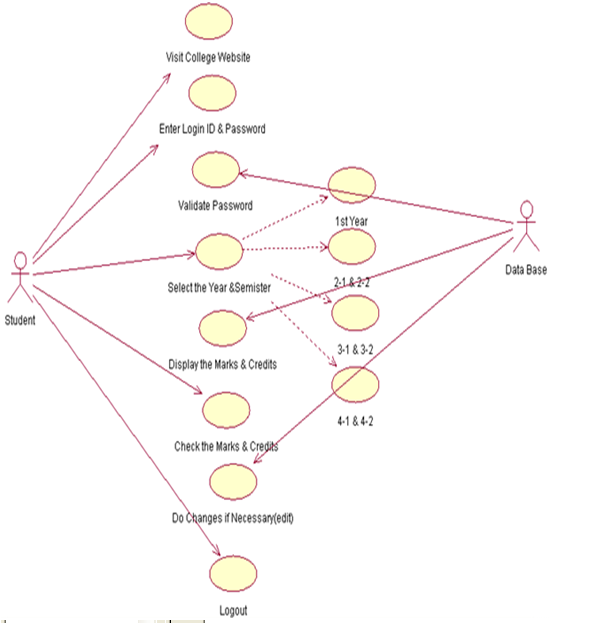 Visit College Website
Enter Login ID & Password
Validate Password
1st Year
Data Base
Select the Year &Semister
2-1 & 2-2
Student
3-1 & 3-2
Display the Marks & Credits
4-1 & 4-2
Check the Marks & Credits
Do Changes if Necessary(edit)
Logout